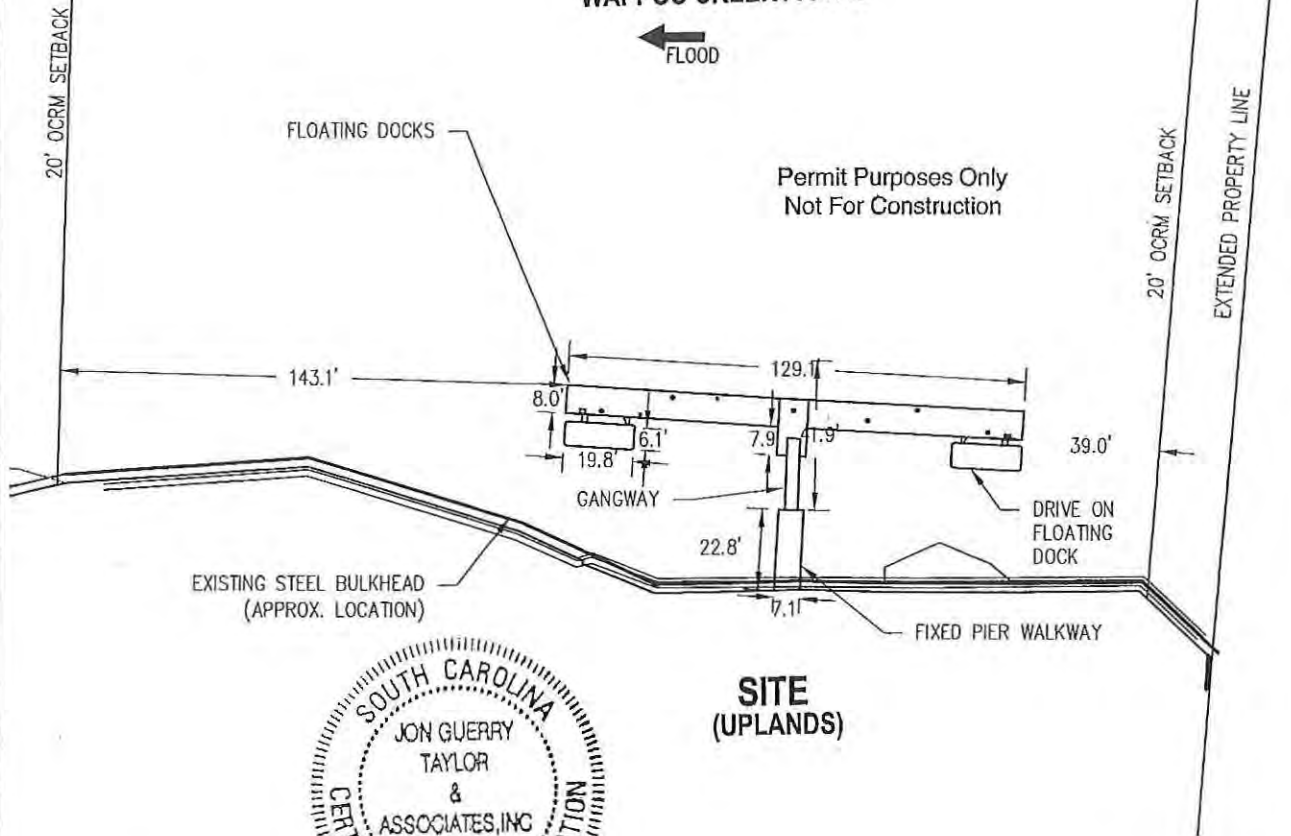 FLOOD
20' OCRM SETBACK
FLOATING DOCKS
Permit Purposes Only
Not For Construction
20' OCRM SETBACK
EXTENDED PROPERTY LINE
143.1'
129.1'
8.0'
6.1'
19.8'
7.9
1.9'
39.0'
GANGWAY
DRIVE ON
FLOATING
DOCK
22.8'
EXISTING STEEL BULKHEAD
(APPROX. LOCATION)
7.1'
FIXED PIER WALKWAY
SITE
(UPLANDS)
SOUTH CAROLINA
JON GUERRY
TAYLOR
&
ASSOCIATES,INC